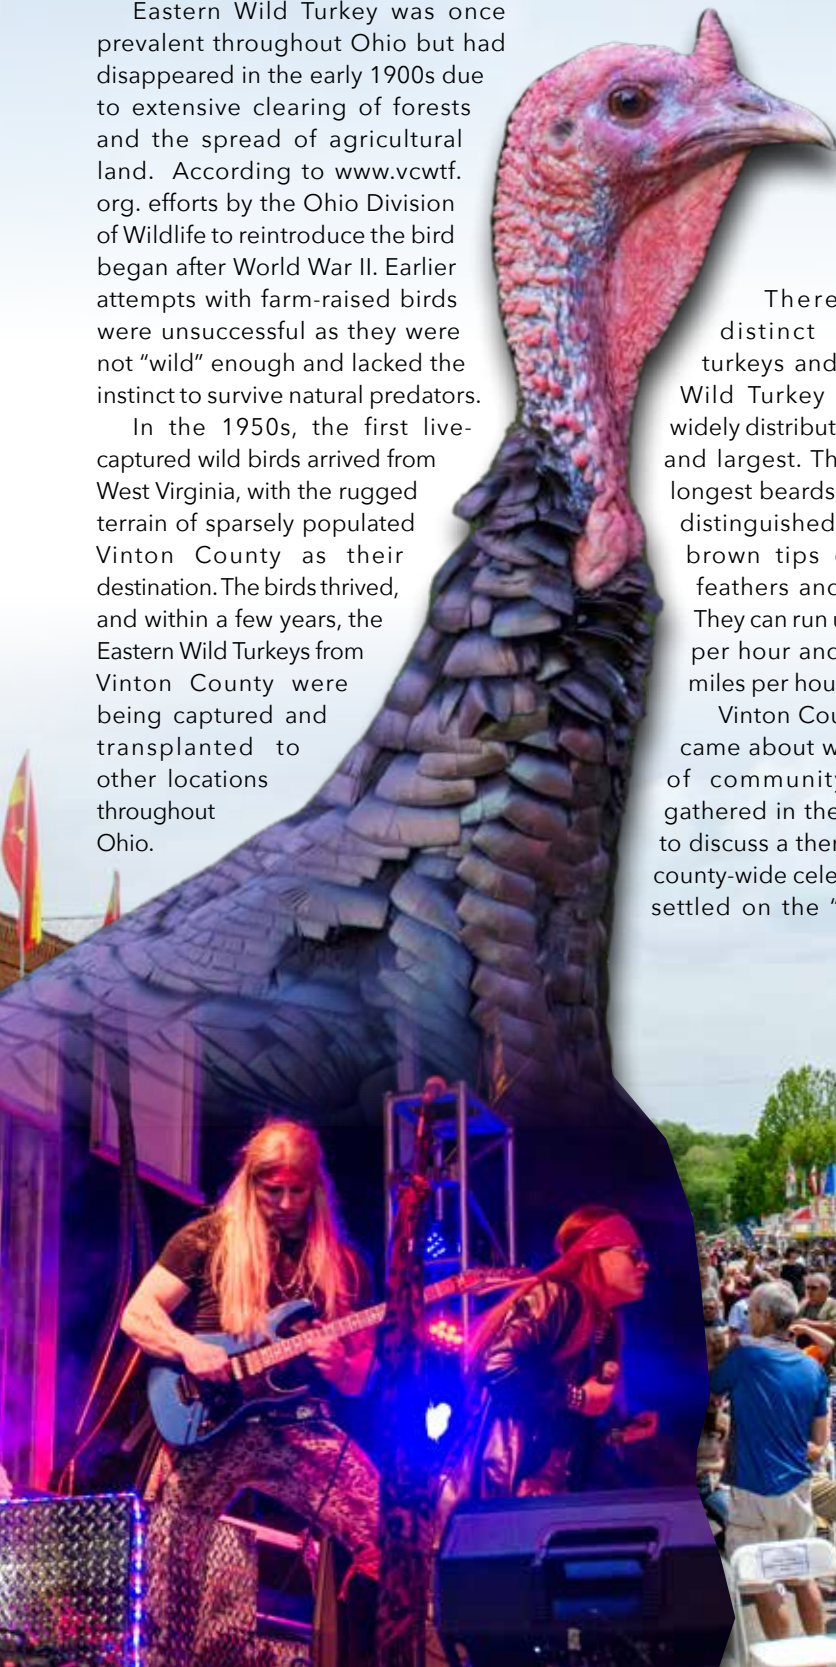 Eastern Wild Turkey was once
prevalent throughout Ohio but had
disappeared in the early 1900s due
to extensive clearing of forests
and the spread of agricultural
land. According to www.vcwtf.
org. efforts by the Ohio Division
of Wildlife to reintroduce the bird
began after World War II. Earlier
attempts with farm-raised birds
were unsuccessful as they were
not “wild” enough and lacked the
instinct to survive natural predators.
In the 1950s, the first live-
captured wild birds arrived from
West Virginia, with the rugged
terrain of sparsely populated
Vinton County as their
destination. The birds thrived,
and within a few years, the
Eastern Wild Turkeys from
Vinton County were
being captured and
transplanted to
other locations
throughout
Ohio.
There
distinct
turkeys and
Wild Turkey
widely distribut
and largest. Th
longest beards
distinguished
brown tips
feathers and
They can run
per hour and
miles per hou
Vinton Cou
came about w
of community
gathered in the
to discuss a the
county-wide cele
settled on the “